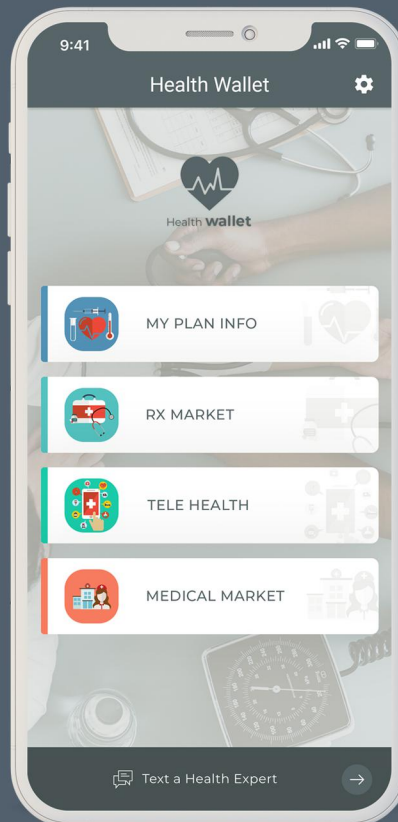 9:41
Health Wallet
Health wallet
MY PLAN INFO
RX MARKET
TELE HEALTH
MEDICAL MARKET
Text a Health Expert